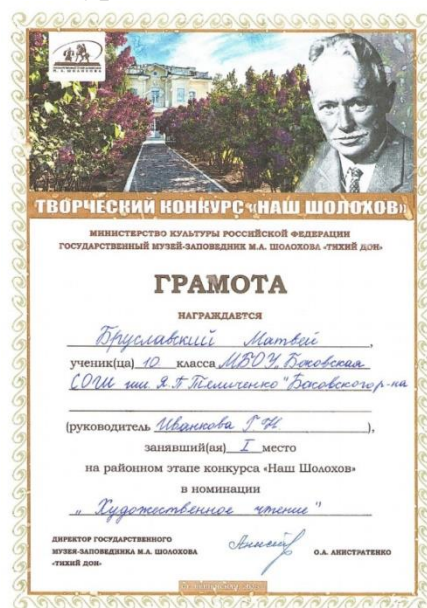 ТВОРЧЕСКИЙ КОНКУРС «НАШ ШОЛОХОВ»
МИНИСТЕРСТВО КУЛЬТУРЫ РОССИЙСКОЙ ФЕДЕРАЦИИ
ГОСУДАРСТВЕННЫЙ МУЗЕЙ-ЗАПОВЕДНИК М.А. ШОЛОХОВА «ТИХИЙ ДОН»
ГРАМОТА
НАГРАЖДАЕТСЯ
Бруславский Матвей,
ученик(ца) 10 класса МБОУ "Боковская
СОШ им Я.П. Теличенко" Боковского р-на
(руководитель Иванкова Г.Н.),
занявший(ая) I место
на районном этапе конкурса «Наш Шолохов»
в номинации
"Художественное чтение"
ДИРЕКТОР ГОСУДАРСТВЕННОГО
МУЗЕЯ-ЗАПОВЕДНИКА М.А. ШОЛОХОВА
«ТИХИЙ ДОН»
О.А. АНИСТРАТЕНКО